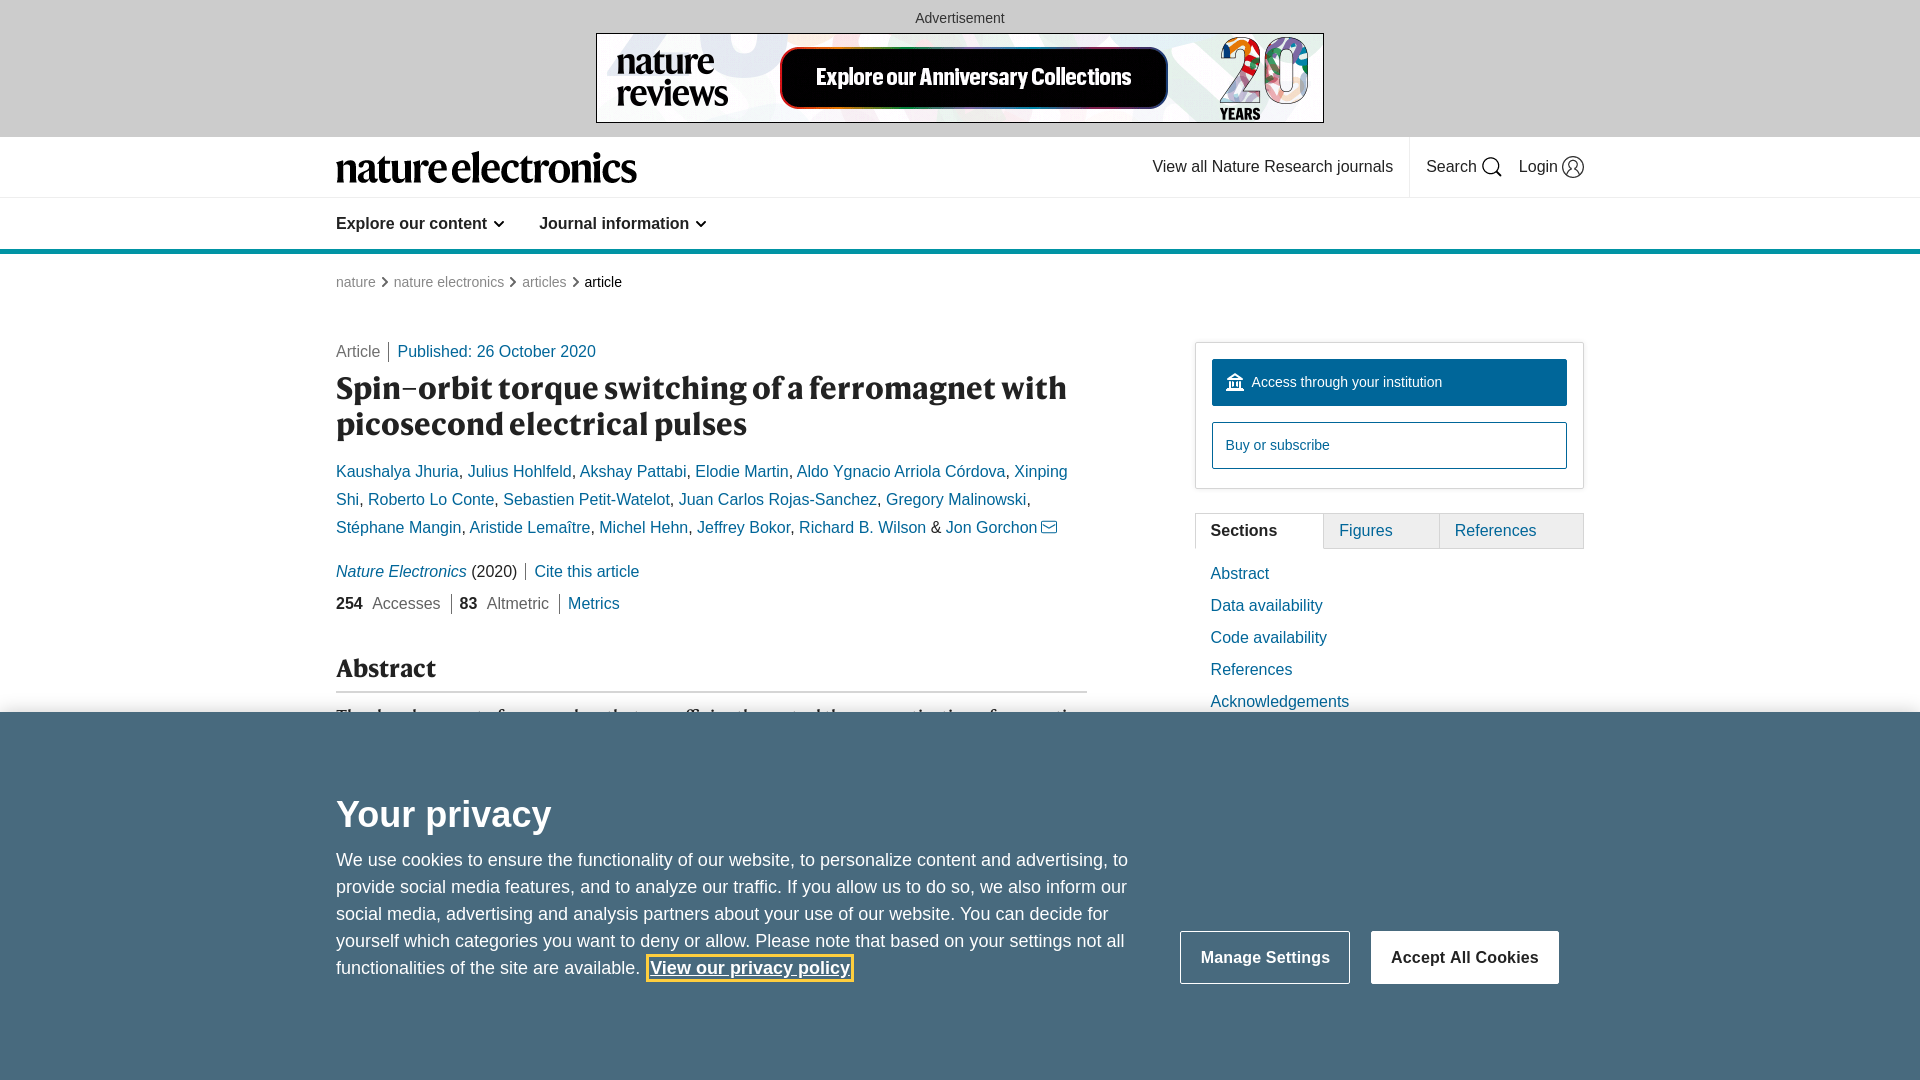 Advertisement
nature reviews
Explore our Anniversary Collections
20 YEARS
nature electronics
View all Nature Research journals
Search
Login
Explore our content
Journal information
nature
nature electronics
articles
article
Article
Published: 26 October 2020
Spin–orbit torque switching of a ferromagnet with
picosecond electrical pulses
Kaushalya Jhuria, Julius Hohlfeld, Akshay Pattabi, Elodie Martin, Aldo Ygnacio Arriola Córdova, Xinping
Shi, Roberto Lo Conte, Sebastien Petit-Watelot, Juan Carlos Rojas-Sanchez, Gregory Malinowski,
Stéphane Mangin, Aristide Lemaître, Michel Hehn, Jeffrey Bokor, Richard B. Wilson & Jon Gorchon
Nature Electronics (2020)
Cite this article
254 Accesses
83 Altmetric
Metrics
Abstract
Access through your institution
Buy or subscribe
Sections
Figures
References
Abstract
Data availability
Code availability
References
Acknowledgements
Your privacy
We use cookies to ensure the functionality of our website, to personalize content and advertising, to
provide social media features, and to analyze our traffic. If you allow us to do so, we also inform our
social media, advertising and analysis partners about your use of our website. You can decide for
yourself which categories you want to deny or allow. Please note that based on your settings not all
functionalities of the site are available. View our privacy policy
Manage Settings
Accept All Cookies